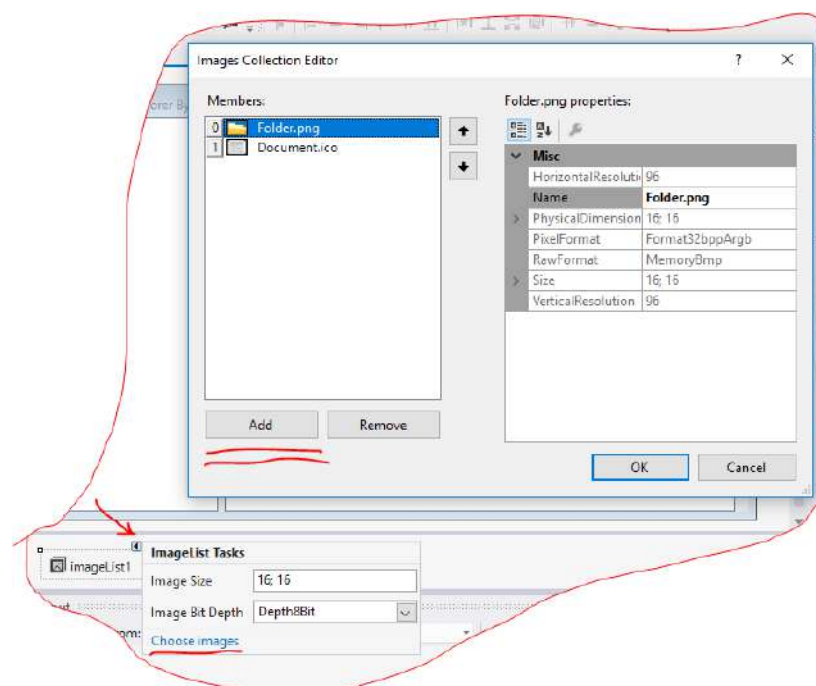 Images Collection Editor
?
Members:
Folder.png properties:
0 Folder.png
1 Document.ico
Misc
HorizontalResoluti 96
Name Folder.png
PhysicalDimension 16; 16
PixelFormat Format32bppArgb
RawFormat MemoryBmp
Size 16; 16
VerticalResolution 96
Add
Remove
OK
Cancel
imageList1
ImageList Tasks
Image Size 16; 16
Image Bit Depth Depth8Bit
Choose images